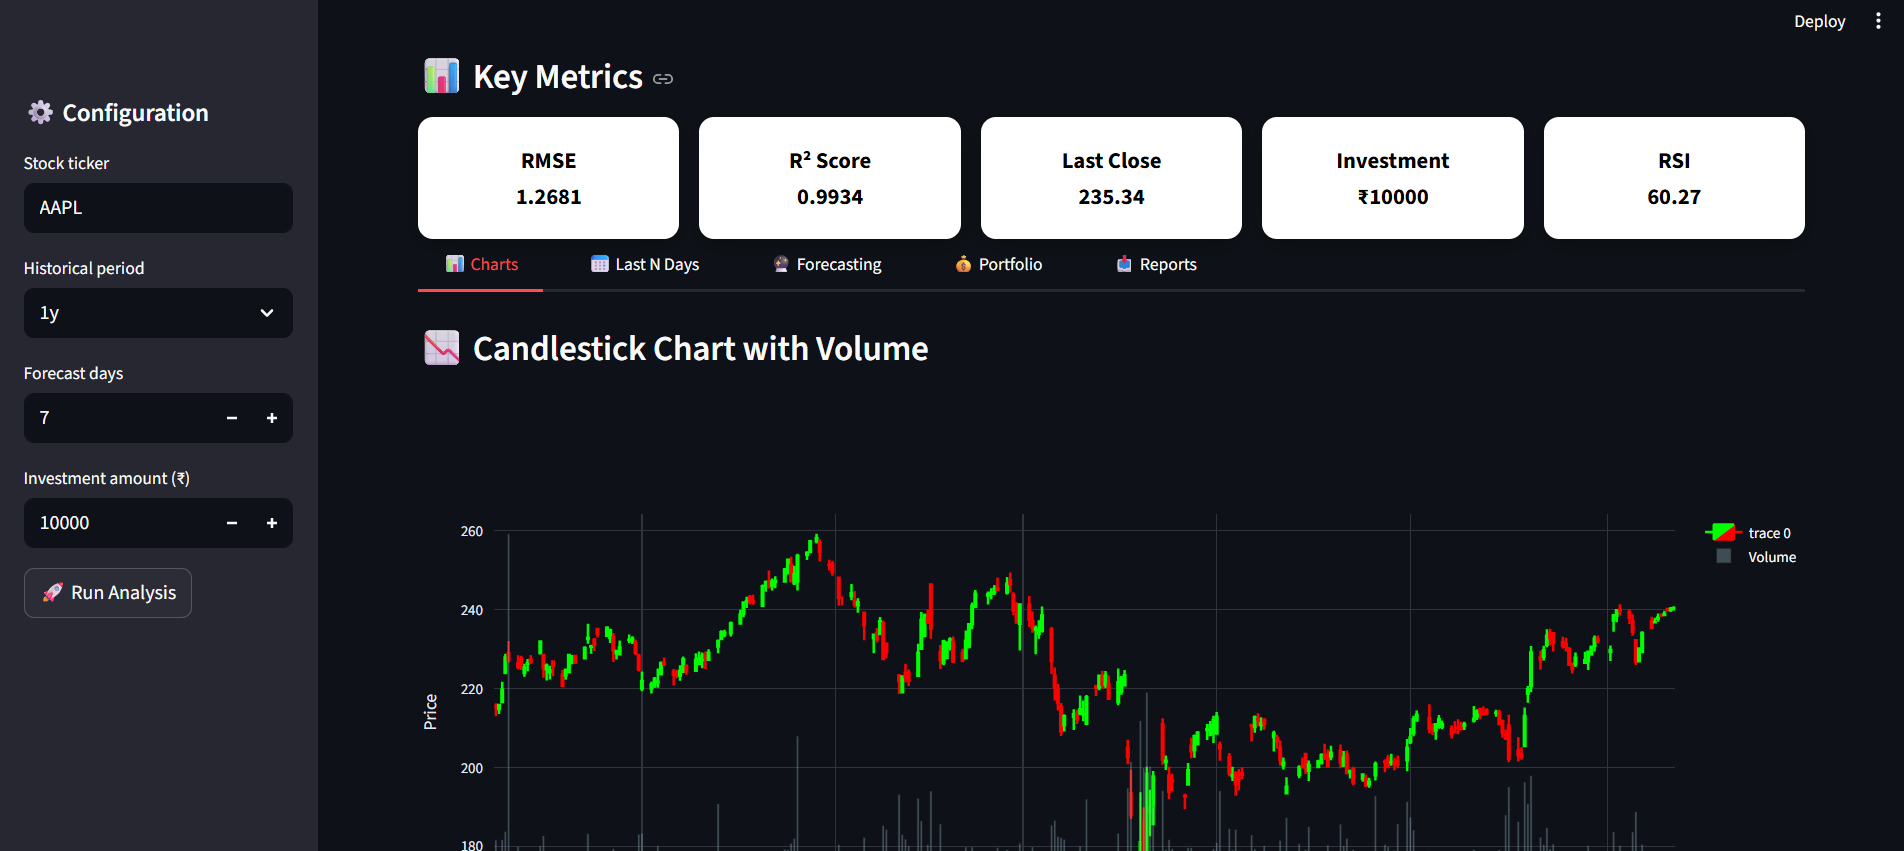 Deploy
Configuration
Stock ticker
AAPL
Historical period
1y
Forecast days
7
Investment amount (₹)
10000
Run Analysis
Key Metrics
RMSE
1.2681
R² Score
0.9934
Last Close
235.34
Investment
₹10000
RSI
60.27
Charts
Last N Days
Forecasting
Portfolio
Reports
Candlestick Chart with Volume
260
240
220
200
180
Price
trace 0
Volume